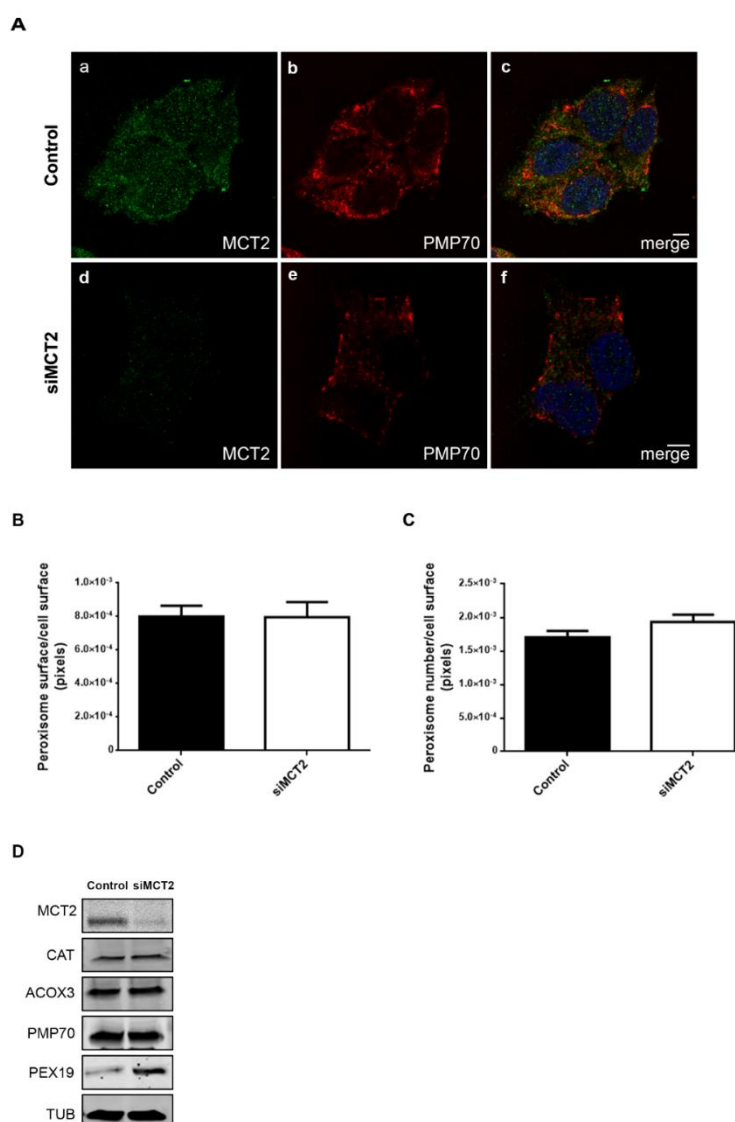 A
Control
a
MCT2
b
PMP70
c
merge
siMCT2
d
MCT2
e
PMP70
f
merge
B
Peroxisome surface/cell surface
(pixels)
1.0×10⁻³
8.0×10⁻⁴
6.0×10⁻⁴
4.0×10⁻⁴
2.0×10⁻⁴
0
Control
siMCT2
C
Peroxisome number/cell surface
(pixels)
2.5×10⁻³
2.0×10⁻³
1.5×10⁻³
1.0×10⁻³
5.0×10⁻⁴
0
Control
siMCT2
D
Control siMCT2
MCT2
CAT
ACOX3
PMP70
PEX19
TUB